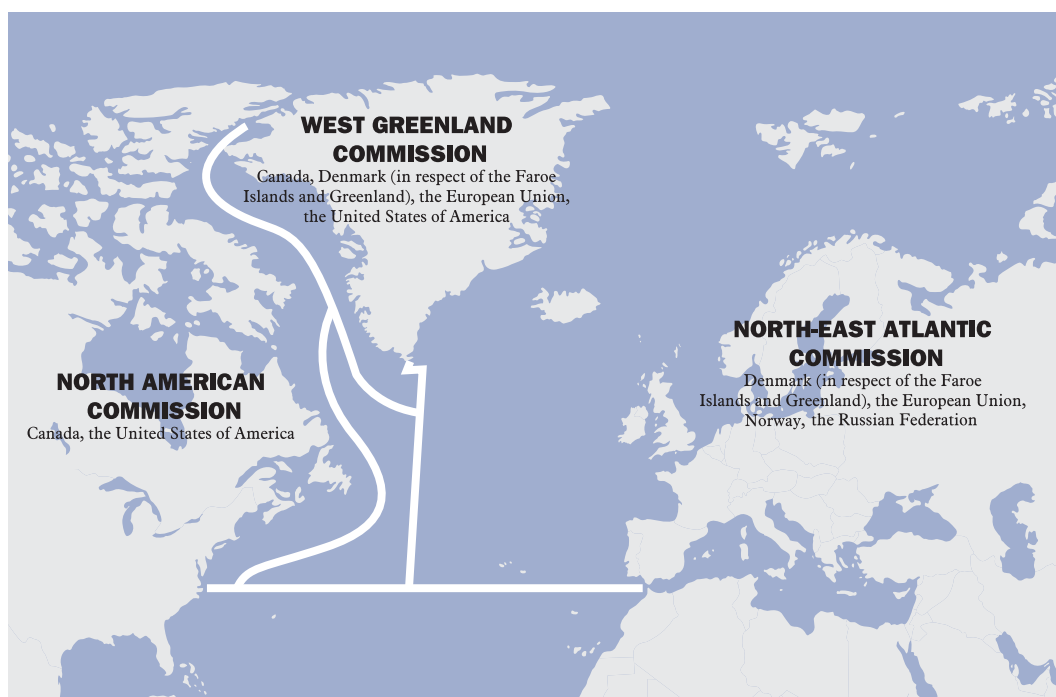 WEST GREENLAND
COMMISSION
Canada, Denmark (in respect of the Faroe
Islands and Greenland), the European Union,
the United States of America
NORTH AMERICAN
COMMISSION
Canada, the United States of America
NORTH-EAST ATLANTIC
COMMISSION
Denmark (in respect of the Faroe
Islands and Greenland), the European Union,
Norway, the Russian Federation